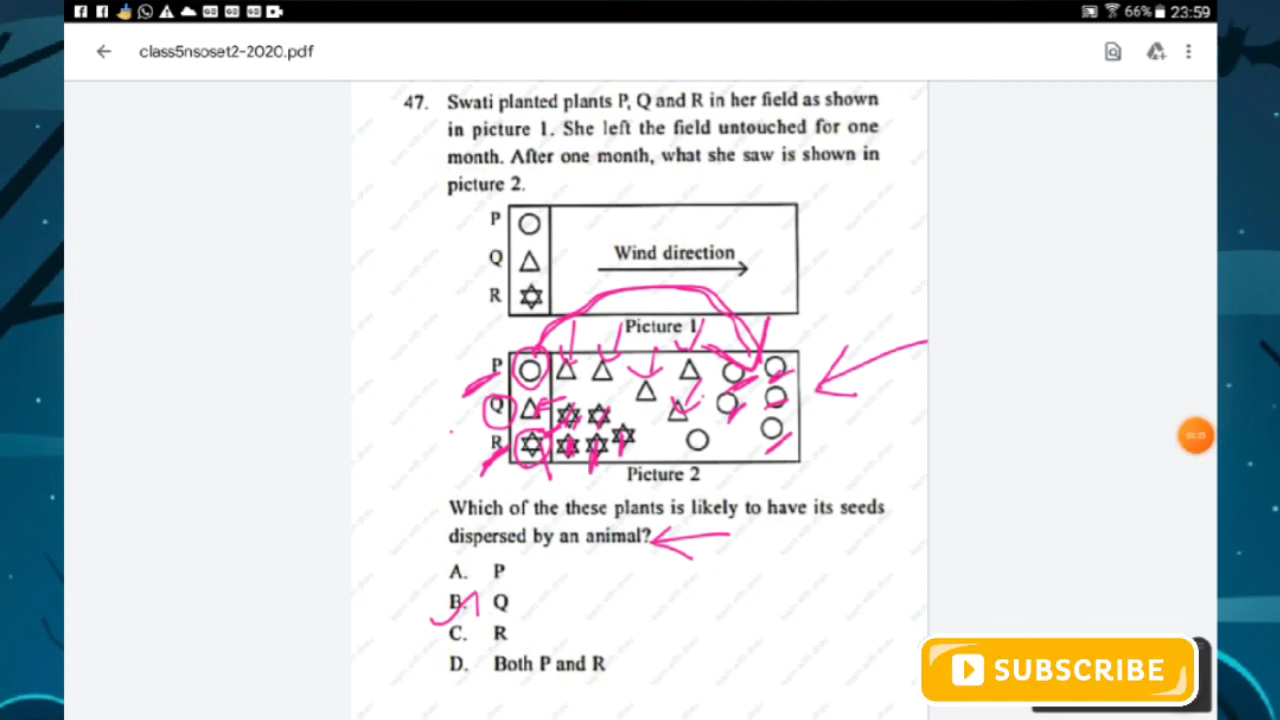 66% 23:59
class5nsoset2-2020.pdf
47. Swati planted plants P, Q and R in her field as shown
in picture 1. She left the field untouched for one
month. After one month, what she saw is shown in
picture 2.
P
Q
R
Wind direction
Picture 1
P
Q
R
Picture 2
Which of the these plants is likely to have its seeds
dispersed by an animal?
A. P
B. Q
C. R
D. Both P and R
SUBSCRIBE